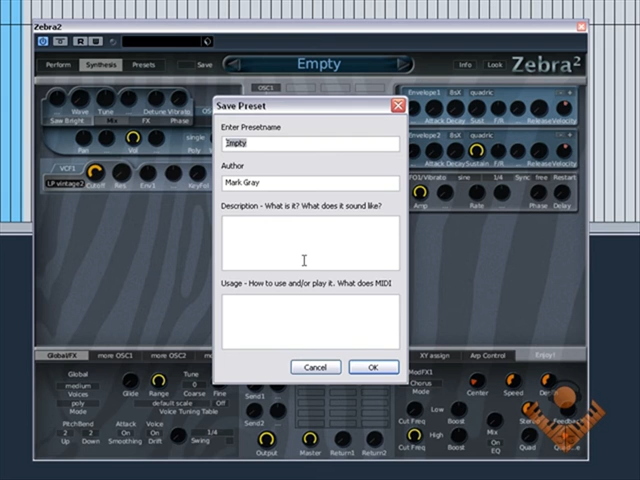 Zebra2
Perform Synthesis Presets Save Empty Info Look Zebra2
OSC1
Wave Tune Detune Vibrato
Saw Bright Mix FX Phase
single
Pan Vol Poly
VCF1
LP vintage2 Cutoff Res Env1 ... KeyFol
Save Preset
Enter Presetname
Empty
Author
Mark Gray
Description - What is it? What does it sound like?
Usage - How to use and/or play it. What does MIDI
Cancel OK
Envelope1 8sX quadric
Attack Decay Sust F/R Release Velocity
Envelope2 8sX quadric
Attack Decay Sustain F/R Release Velocity
LFO1/Vibrato sine 1/4 Sync free Restart
Amp ... Rate ... Phase Delay
Global/FX more OSC1 more OSC2 XY assign Arp Control Enjoy!
Global
medium
Voices
poly
Mode
Glide Range
Tune
0
Coarse Fine
default scale Off
Voice Tuning Table
PitchBend
2 2
Up Down
Attack
On
Smoothing
Voice
On
Drift
1/4
Swing
Send1
Send2
Output Master Return1 Return2
ModFX1
Chorus
Mode
Center Speed Depth
Cut Freq Low Boost
Cut Freq High Boost
Mix
On
EQ
Stereo Feedback
Quad